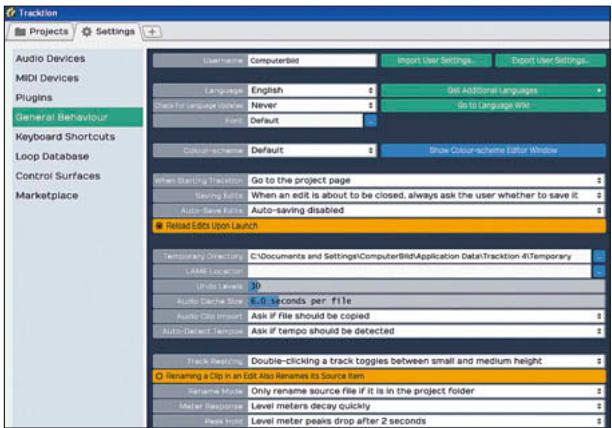 Tracktion
Projects
Settings
Audio Devices
MIDI Devices
Plugins
General Behaviour
Keyboard Shortcuts
Loop Database
Control Surfaces
Marketplace
Username ComputerBild Import User Settings... Export User Settings...
Language English Get Additional Languages
Check For Language Updates Never Go to Language Wiki
Font Default
Colour-scheme Default Show Colour-scheme Editor Window
When Starting Tracktion Go to the project page
Saving Edits When an edit is about to be closed, always ask the user whether to save it
Auto-Save Edits Auto-saving disabled
Reload Edits Upon Launch
Temporary Directory C:\Documents and Settings\ComputerBild\Application Data\Tracktion 4\Temporary
LAME Location
Undo Levels 30
Audio Cache Size 6.0 seconds per file
Audio Clip Import Ask if file should be copied
Auto-Detect Tempos Ask if tempo should be detected
Track Resizing Double-clicking a track toggles between small and medium height
Renaming a Clip in an Edit Also Renames its Source Item
Rename Mode Only rename source file if it is in the project folder
Meter Response Level meters decay quickly
Peak Hold Level meter peaks drop after 2 seconds